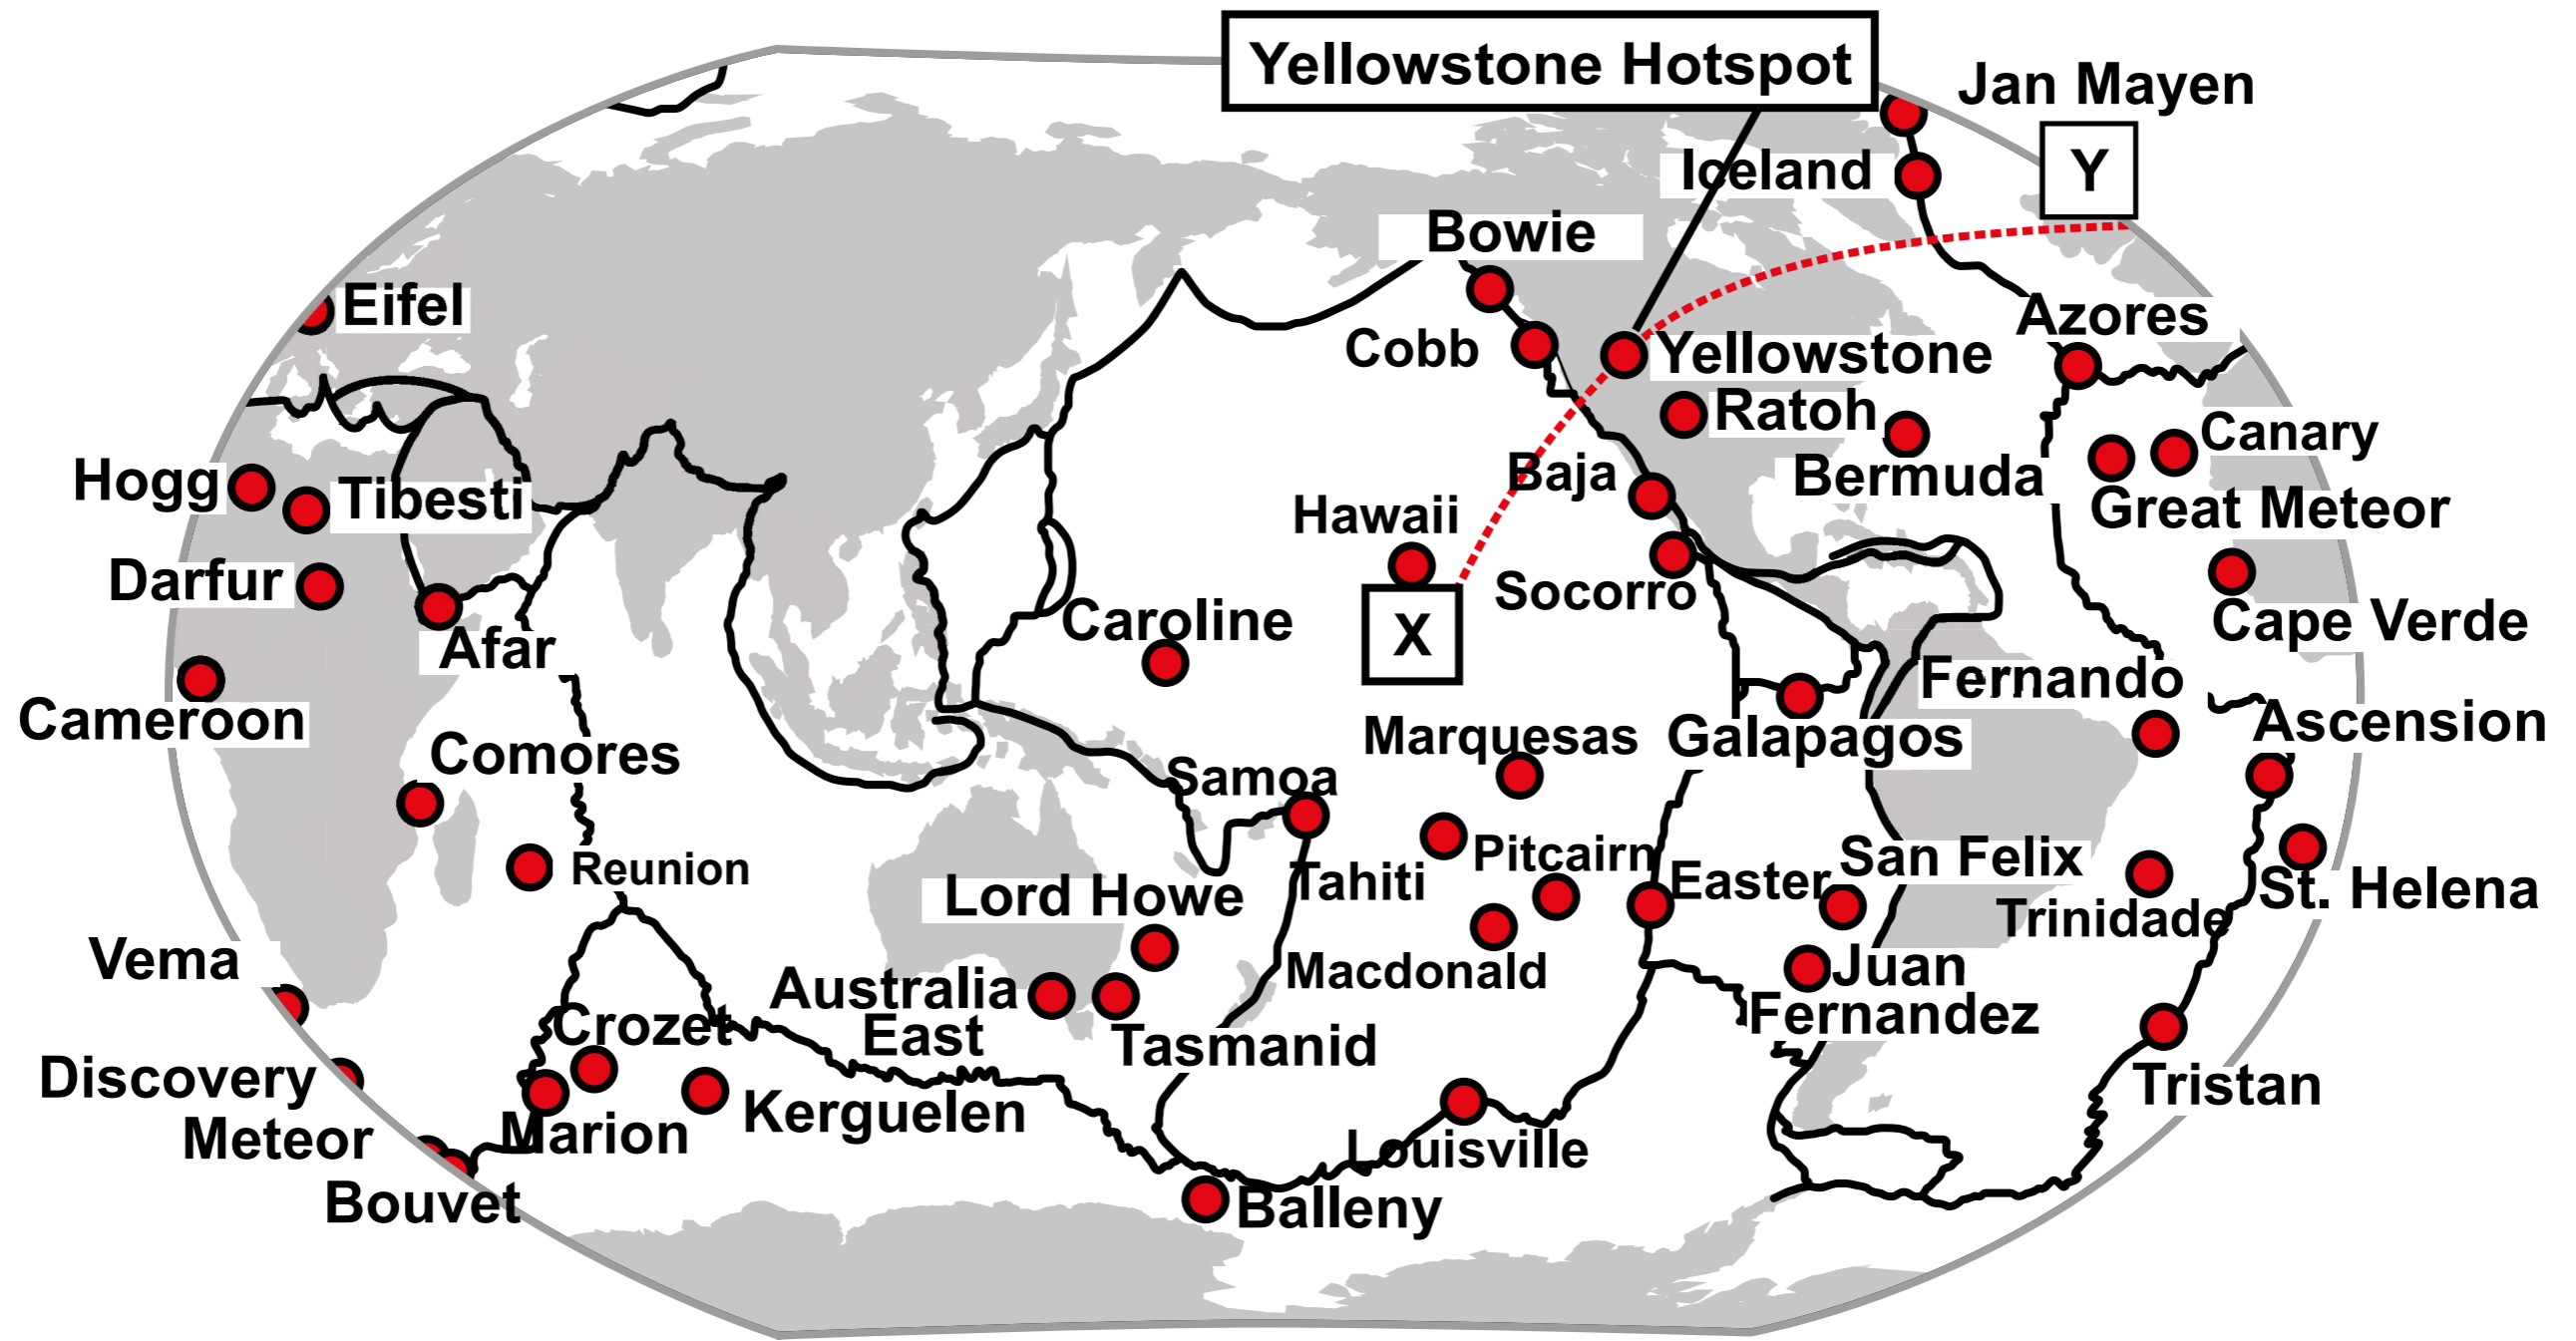 Yellowstone Hotspot
Jan Mayen
Y
Iceland
Bowie
Eifel
Azores
Cobb
Yellowstone
Ratoh
Canary
Hogg
Tibesti
Baja
Bermuda
Great Meteor
Hawaii
Darfur
Socorro
Caroline
X
Cape Verde
Afar
Fernando
Cameroon
Ascension
Comores
Marquesas
Galapagos
Samoa
Reunion
Pitcairn
San Felix
Tahiti
Easter
St. Helena
Lord Howe
Trinidade
Vema
Macdonald
Juan
Fernandez
Australia
East
Crozet
Tasmanid
Discovery
Tristan
Meteor
Marion
Kerguelen
Louisville
Bouvet
Balleny